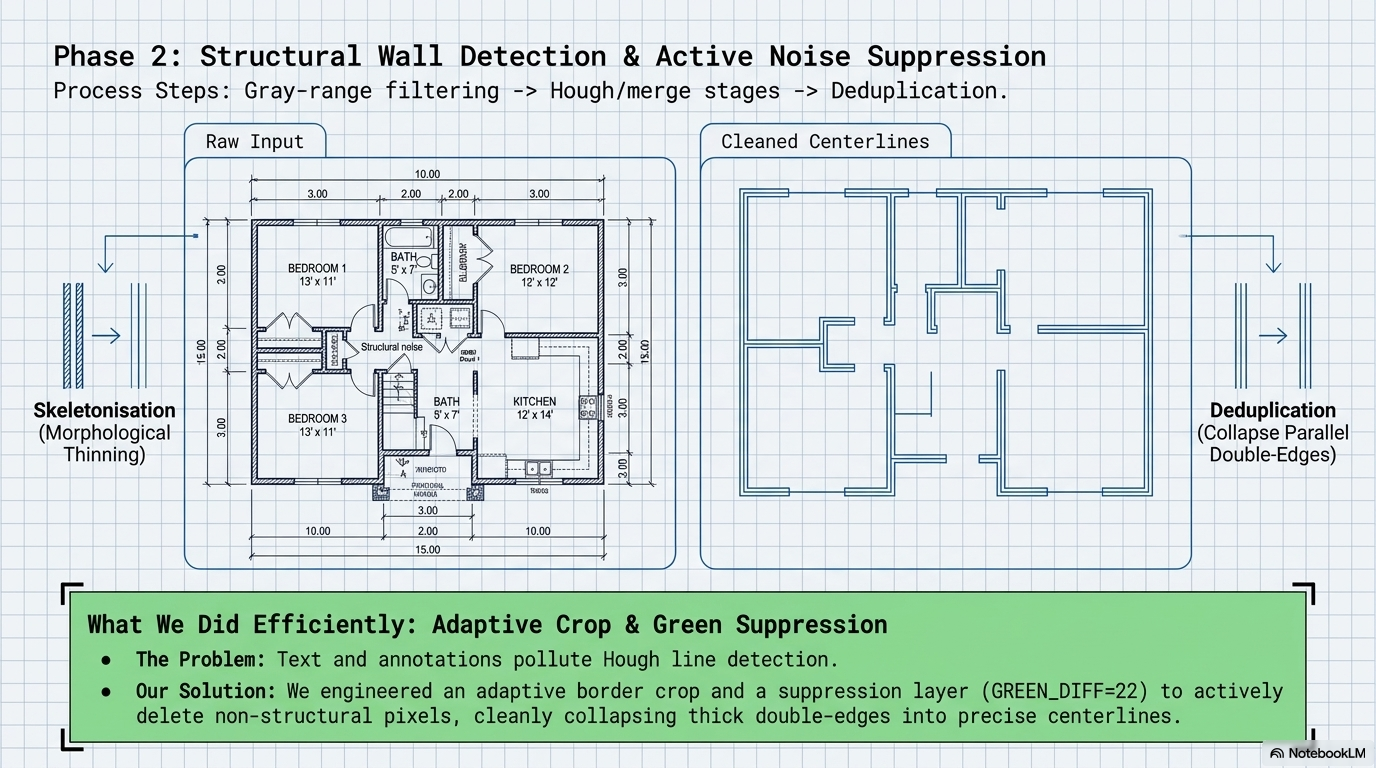 Phase 2: Structural Wall Detection & Active Noise Suppression
Process Steps: Gray-range filtering -> Hough/merge stages -> Deduplication.
Raw Input
10.00
3.00 2.00 2.00 3.00
BEDROOM 1
13' x 11'
BATH
5' x 7'
BEDROOM 2
12' x 12'
2.00
3.00
Structural nelse
15.00
2.00
2.00
BEDROOM 3
13' x 11'
BATH
5' x 7'
KITCHEN
12' x 14'
3.00
3.00
2.00
3.00
10.00 2.00 10.00
15.00
Skeletonisation
(Morphological
Thinning)
Cleaned Centerlines
Deduplication
(Collapse Parallel
Double-Edges)
What We Did Efficiently: Adaptive Crop & Green Suppression
● The Problem: Text and annotations pollute Hough line detection.
● Our Solution: We engineered an adaptive border crop and a suppression layer (GREEN_DIFF=22) to actively
delete non-structural pixels, cleanly collapsing thick double-edges into precise centerlines.
NotebookLM